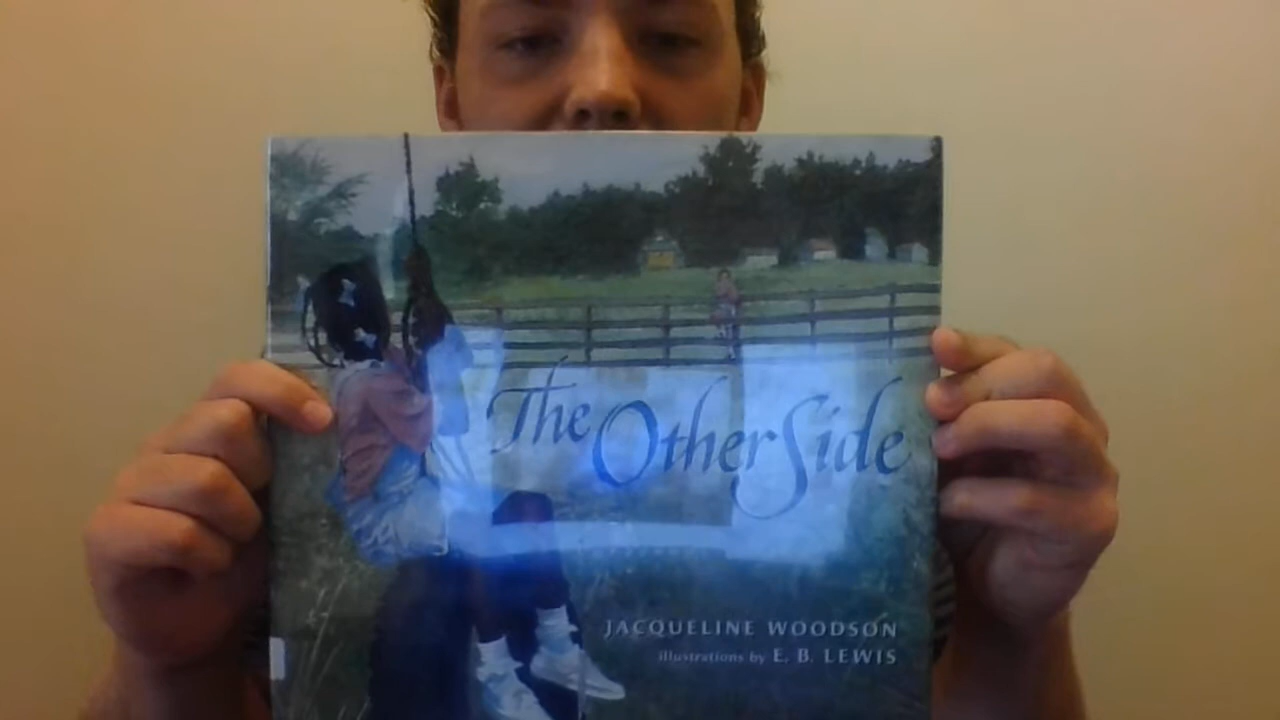 The Other Side
JACQUELINE WOODSON
illustrations by E. B. LEWIS